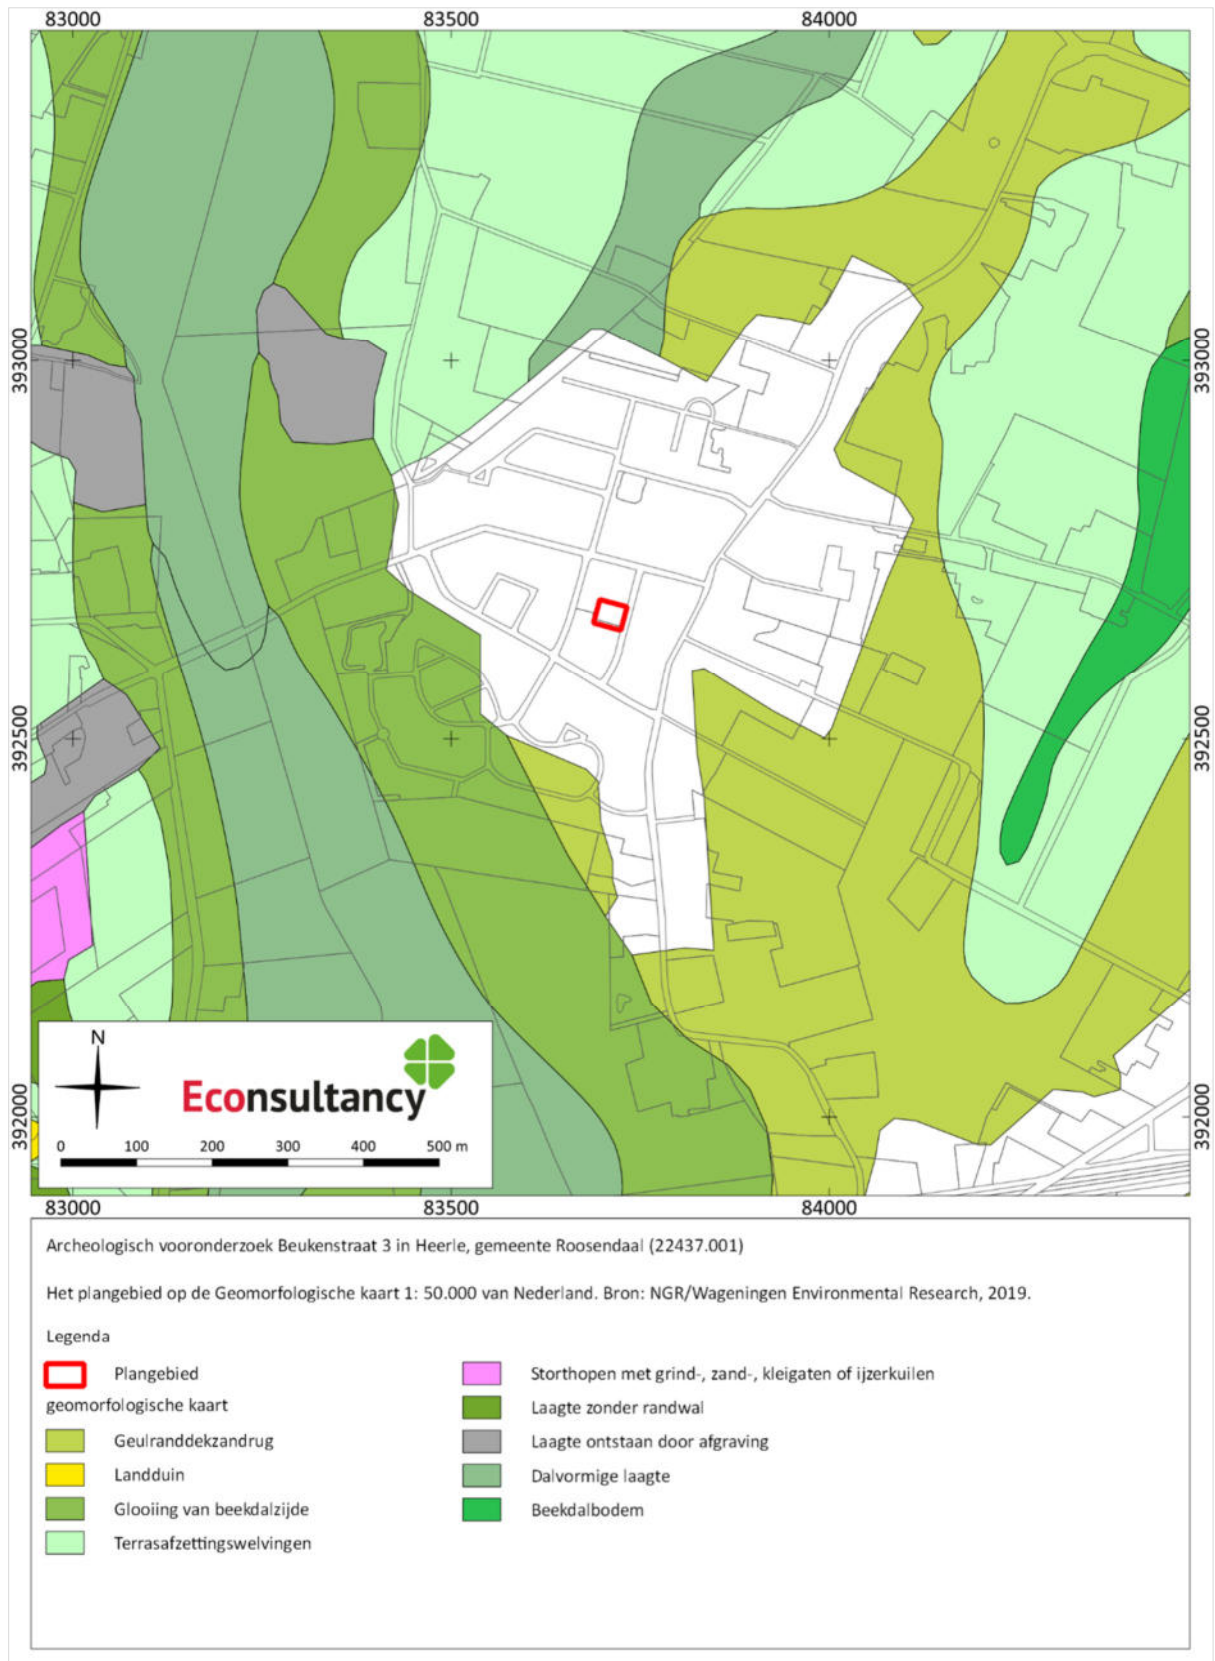 83000 83500 84000
393000 393000
392500 392500
392000 392000
N
Econsultancy
0 100 200 300 400 500 m
83000 83500 84000
Archeologisch vooronderzoek Beukenstraat 3 in Heerle, gemeente Roosendaal (22437.001)
Het plangebied op de Geomorfologische kaart 1: 50.000 van Nederland. Bron: NGR/Wageningen Environmental Research, 2019.
Legenda
Plangebied
geomorfologische kaart
Geulranddekzandrug
Landduin
Glooiing van beekdalzijde
Terrasafzettingswelvingen
Storthopen met grind-, zand-, kleigaten of ijzerkuilen
Laagte zonder randwal
Laagte ontstaan door afgraving
Dalvormige laagte
Beekdalbodem